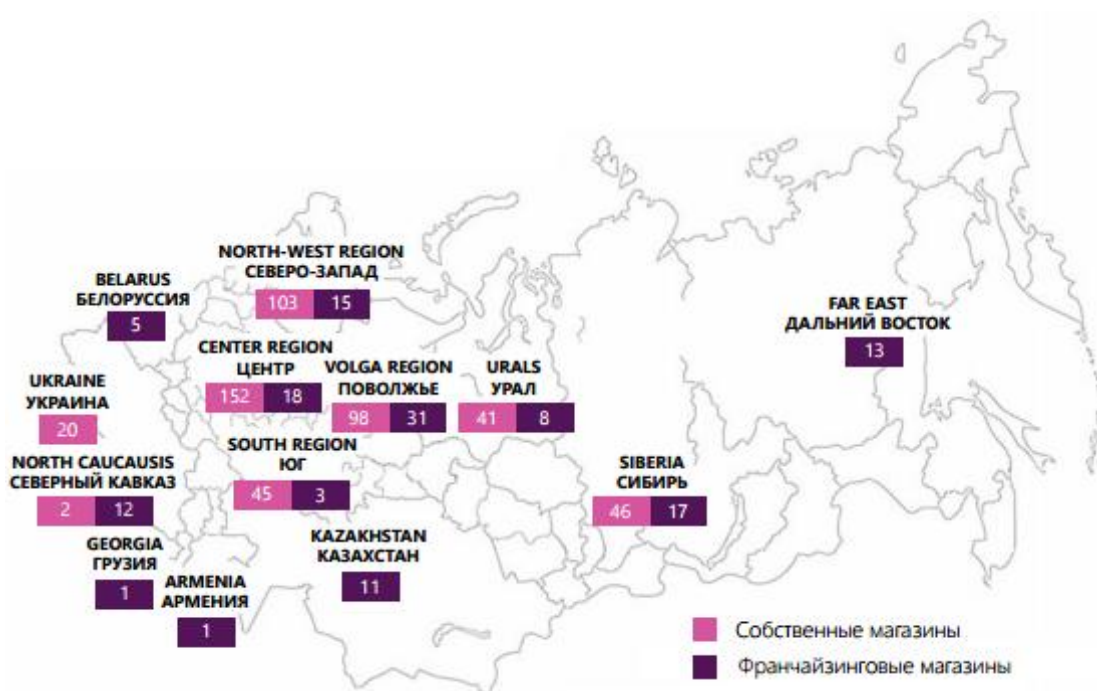 NORTH-WEST REGION
СЕВЕРО-ЗАПАД
103 15
BELARUS
БЕЛОРУССИЯ
5
FAR EAST
ДАЛЬНИЙ ВОСТОК
13
CENTER REGION
ЦЕНТР
152 18
VOLGA REGION
ПОВОЛЖЬЕ
98 31
URALS
УРАЛ
41 8
UKRAINE
УКРАИНА
20
SOUTH REGION
ЮГ
45 3
NORTH CAUCASIS
СЕВЕРНЫЙ КАВКАЗ
2 12
SIBERIA
СИБИРЬ
46 17
GEORGIA
ГРУЗИЯ
1
KAZAKHSTAN
КАЗАХСТАН
11
ARMENIA
АРМЕНИЯ
1
Собственные магазины
Франчайзинговые магазины